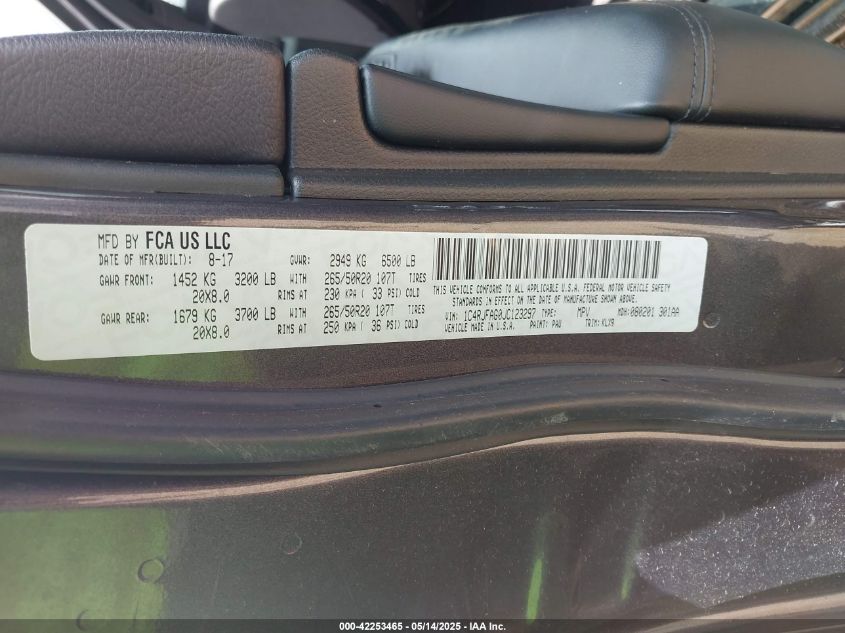 MFD BY FCA US LLC
DATE OF MFR(BUILT): 8-17 GVWR: 2949 KG 6500 LB
GAWR FRONT: 1452 KG 3200 LB WITH 265/50R20 107T TIRES
20X8.0 RIMS AT 230 KPA ( 33 PSI) COLD
GAWR REAR: 1679 KG 3700 LB WITH 265/50R20 107T TIRES
20X8.0 RIMS AT 250 KPA ( 36 PSI) COLD
THIS VEHICLE CONFORMS TO ALL APPLICABLE U.S.A. FEDERAL MOTOR VEHICLE SAFETY
STANDARDS IN EFFECT ON THE DATE OF MANUFACTURE SHOWN ABOVE.
VIN: 1C4RJFAG0JC123297 TYPE: MPV MDH: 080201 301AA
VEHICLE MADE IN U.S.A. PAINT: PAU TRIM: KLX9
000-42253465 - 05/14/2025 - IAA Inc.